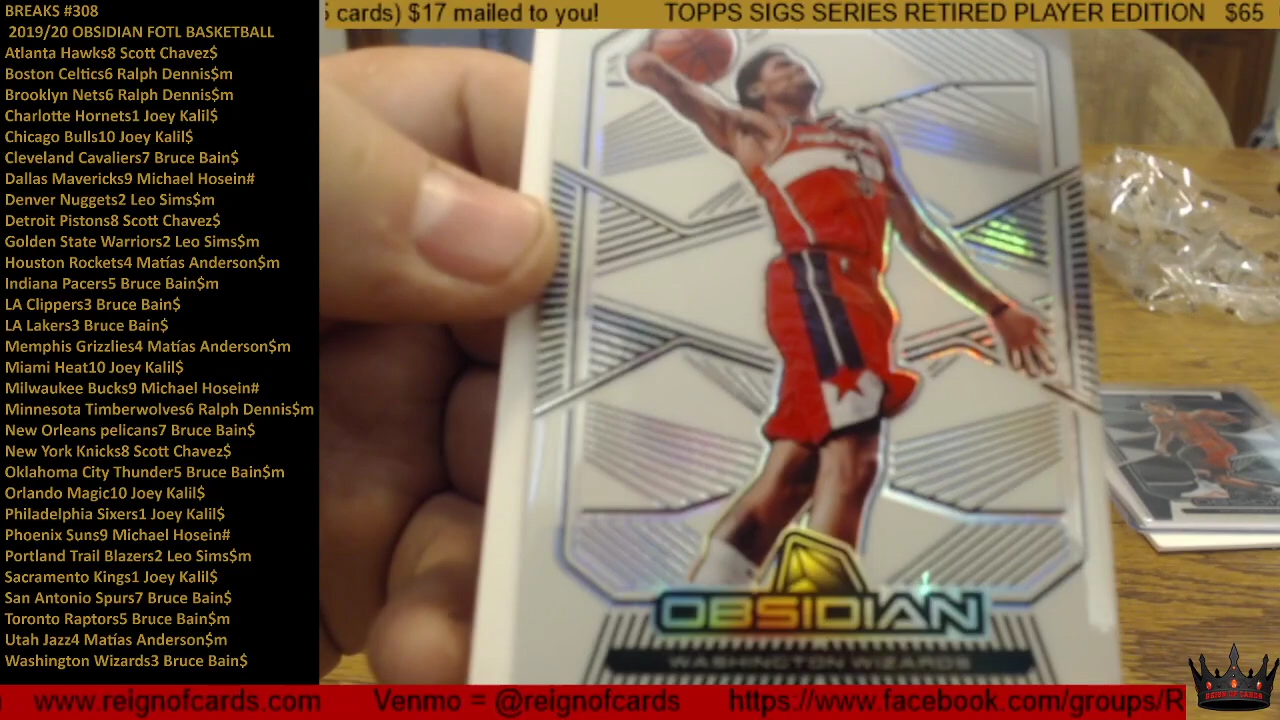 BREAKS #308
2019/20 OBSIDIAN FOTL BASKETBALL
Atlanta Hawks8 Scott Chavez$
Boston Celtics6 Ralph Dennis$m
Brooklyn Nets6 Ralph Dennis$m
Charlotte Hornets1 Joey Kalil$
Chicago Bulls10 Joey Kalil$
Cleveland Cavaliers7 Bruce Bain$
Dallas Mavericks9 Michael Hosein#
Denver Nuggets2 Leo Sims$m
Detroit Pistons8 Scott Chavez$
Golden State Warriors2 Leo Sims$m
Houston Rockets4 Matías Anderson$m
Indiana Pacers5 Bruce Bain$m
LA Clippers3 Bruce Bain$
LA Lakers3 Bruce Bain$
Memphis Grizzlies4 Matías Anderson$m
Miami Heat10 Joey Kalil$
Milwaukee Bucks9 Michael Hosein#
Minnesota Timberwolves6 Ralph Dennis$m
New Orleans pelicans7 Bruce Bain$
New York Knicks8 Scott Chavez$
Oklahoma City Thunder5 Bruce Bain$m
Orlando Magic10 Joey Kalil$
Philadelphia Sixers1 Joey Kalil$
Phoenix Suns9 Michael Hosein#
Portland Trail Blazers2 Leo Sims$m
Sacramento Kings1 Joey Kalil$
San Antonio Spurs7 Bruce Bain$
Toronto Raptors5 Bruce Bain$m
Utah Jazz4 Matías Anderson$m
Washington Wizards3 Bruce Bain$
cards) $17 mailed to you! TOPPS SIGS SERIES RETIRED PLAYER EDITION $65
OBSIDIAN
WASHINGTON WIZARDS
www.reignofcards.com Venmo = @reignofcards https://www.facebook.com/groups/R
REIGN OF CARDS